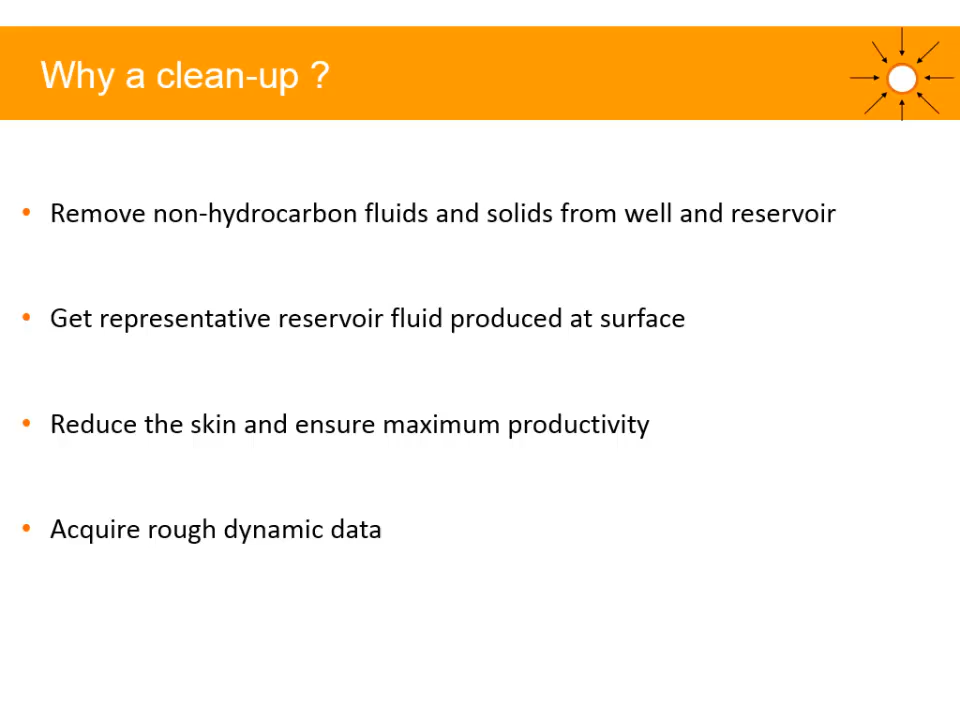 Why a clean-up ?
• Remove non-hydrocarbon fluids and solids from well and reservoir
• Get representative reservoir fluid produced at surface
• Reduce the skin and ensure maximum productivity
• Acquire rough dynamic data